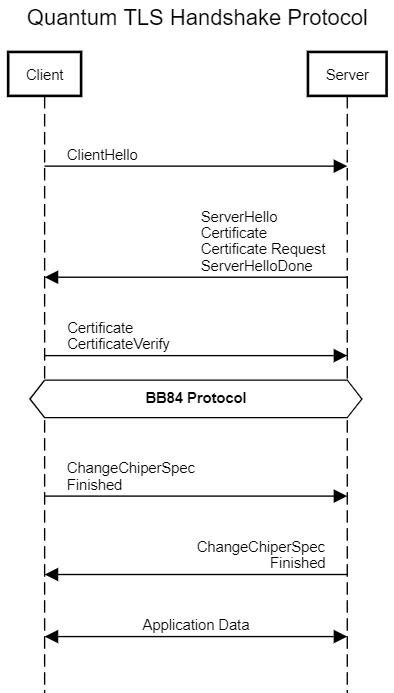 Quantum TLS Handshake Protocol
Client
Server
ClientHello
ServerHello
Certificate
Certificate Request
ServerHelloDone
Certificate
CertificateVerify
BB84 Protocol
ChangeChiperSpec
Finished
ChangeChiperSpec
Finished
Application Data